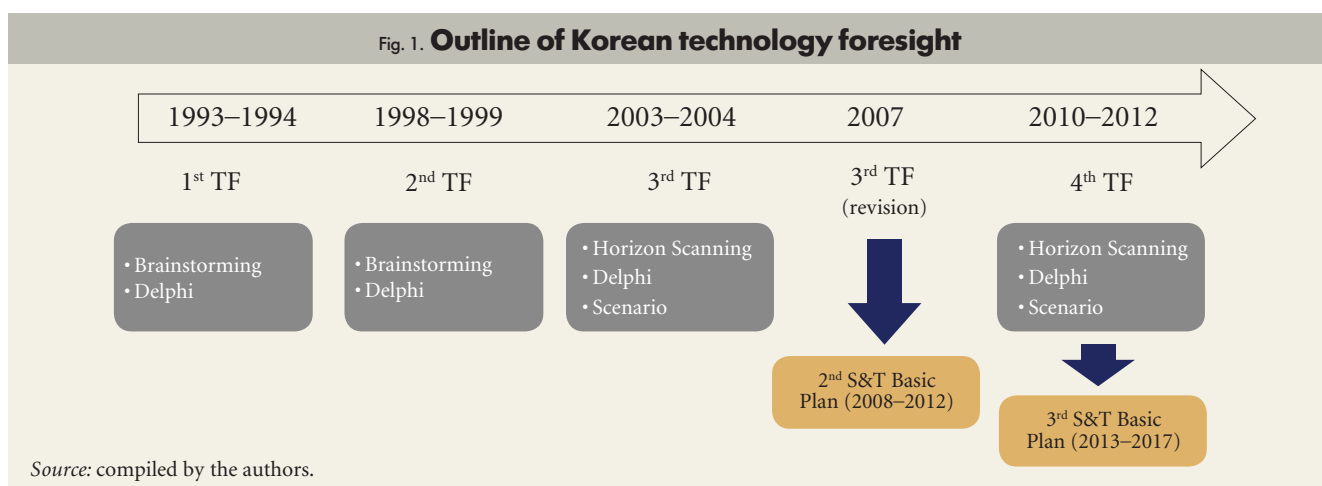 Fig. 1. Outline of Korean technology foresight
1993–1994 1998–1999 2003–2004 2007 2010–2012
1st TF 2nd TF 3rd TF 3rd TF 4th TF
(revision)
• Brainstorming
• Delphi
• Brainstorming
• Delphi
• Horizon Scanning
• Delphi
• Scenario
• Horizon Scanning
• Delphi
• Scenario
2nd S&T Basic
Plan (2008–2012)
3rd S&T Basic
Plan (2013–2017)
Source: compiled by the authors.